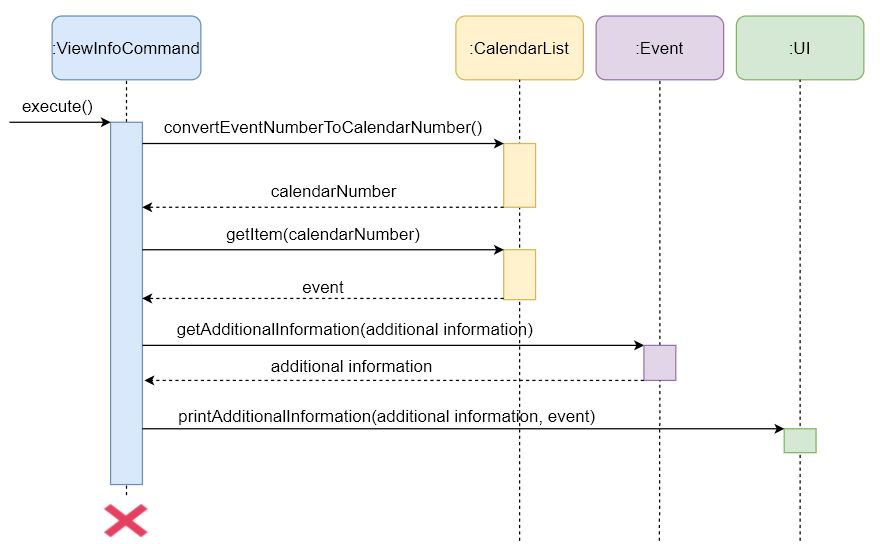 :ViewInfoCommand
:CalendarList
:Event
:UI
execute()
convertEventNumberToCalendarNumber()
calendarNumber
getItem(calendarNumber)
event
getAdditionalInformation(additional information)
additional information
printAdditionalInformation(additional information, event)